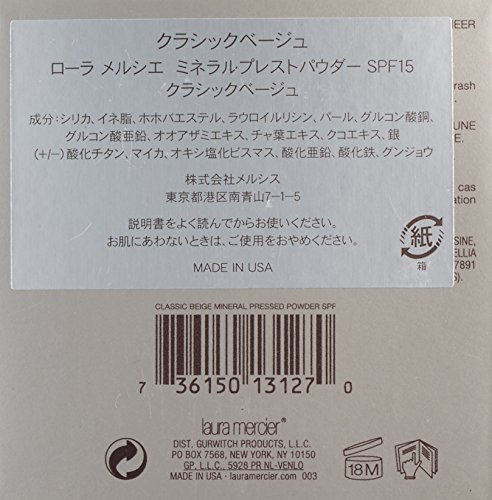 クラシックベージュ
ローラ メルシエ ミネラルプレストパウダー SPF15
クラシックベージュ
成分：シリカ, イネ脂, ホホバエステル, ラウロイルリシン, パール, グルコン酸銅,
グルコン酸亜鉛, オオアザミエキス, チャ葉エキス, クコエキス, 銀
(+/−) 酸化チタン, マイカ, オキシ塩化ビスマス, 酸化亜鉛, 酸化鉄, グンジョウ
株式会社メルシス
東京都港区南青山7-1-5
説明書をよく読んでからお使いください。
お肌にあわないときは、ご使用をおやめください。
紙
箱
MADE IN USA
EER
rash
UNE
E.
cas
ation
SINE,
ELLIA
77891
CLASSIC BEIGE MINERAL PRESSED POWDER SPF
7 36150 13127 0
laura mercier®
DIST. GURWITCH PRODUCTS, L.L.C.
PO BOX 7568, NEW YORK, NY 10150
GP. L.L.C., 5928 PR NL-VENLO
MADE IN USA · lauramercier.com 003
18 M